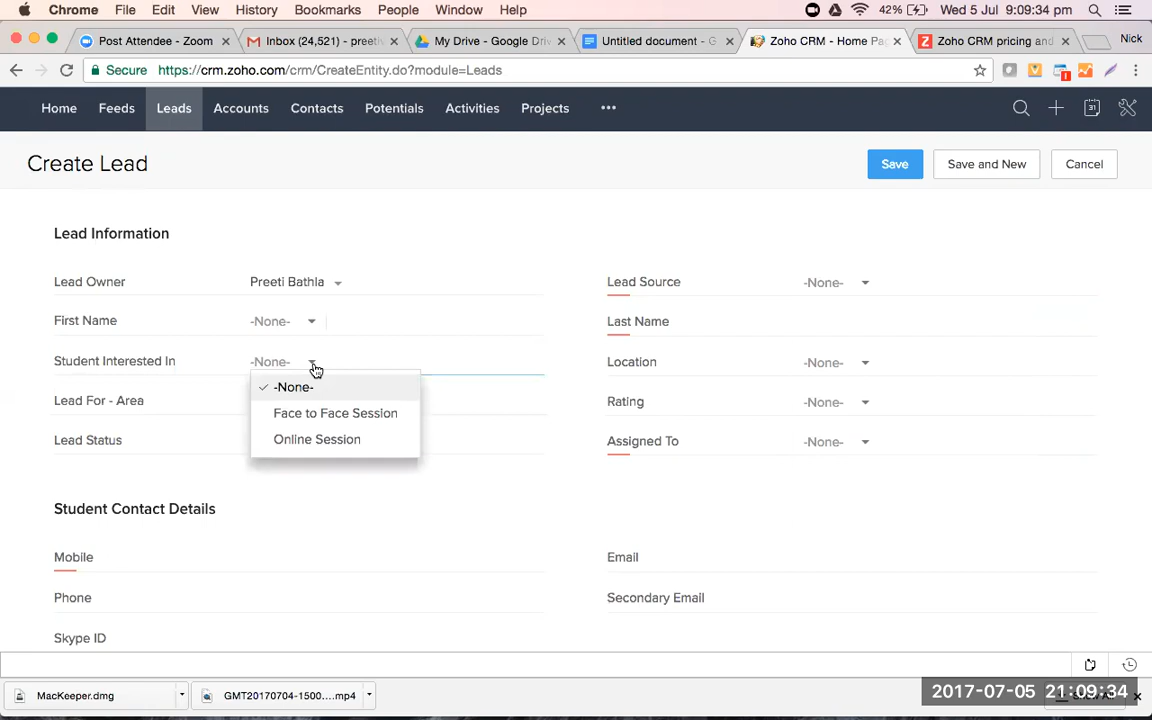 Chrome File Edit View History Bookmarks People Window Help 42% Wed 5 Jul 9:09:34 pm
Post Attendee - Zoom Inbox (24,521) - preetiv My Drive - Google Driv Untitled document - G Zoho CRM - Home Pag Zoho CRM pricing and Nick
Secure https://crm.zoho.com/crm/CreateEntity.do?module=Leads
Home Feeds Leads Accounts Contacts Potentials Activities Projects ••• 31
Create Lead Save Save and New Cancel
Lead Information
Lead Owner Preeti Bathla Lead Source -None-
First Name -None- Last Name
Student Interested In -None- Location -None-
-None-
Lead For - Area Rating -None-
Face to Face Session
Lead Status Online Session Assigned To -None-
Student Contact Details
Mobile Email
Phone Secondary Email
Skype ID
MacKeeper.dmg GMT20170704-1500....mp4 2017-07-05 21:09:34